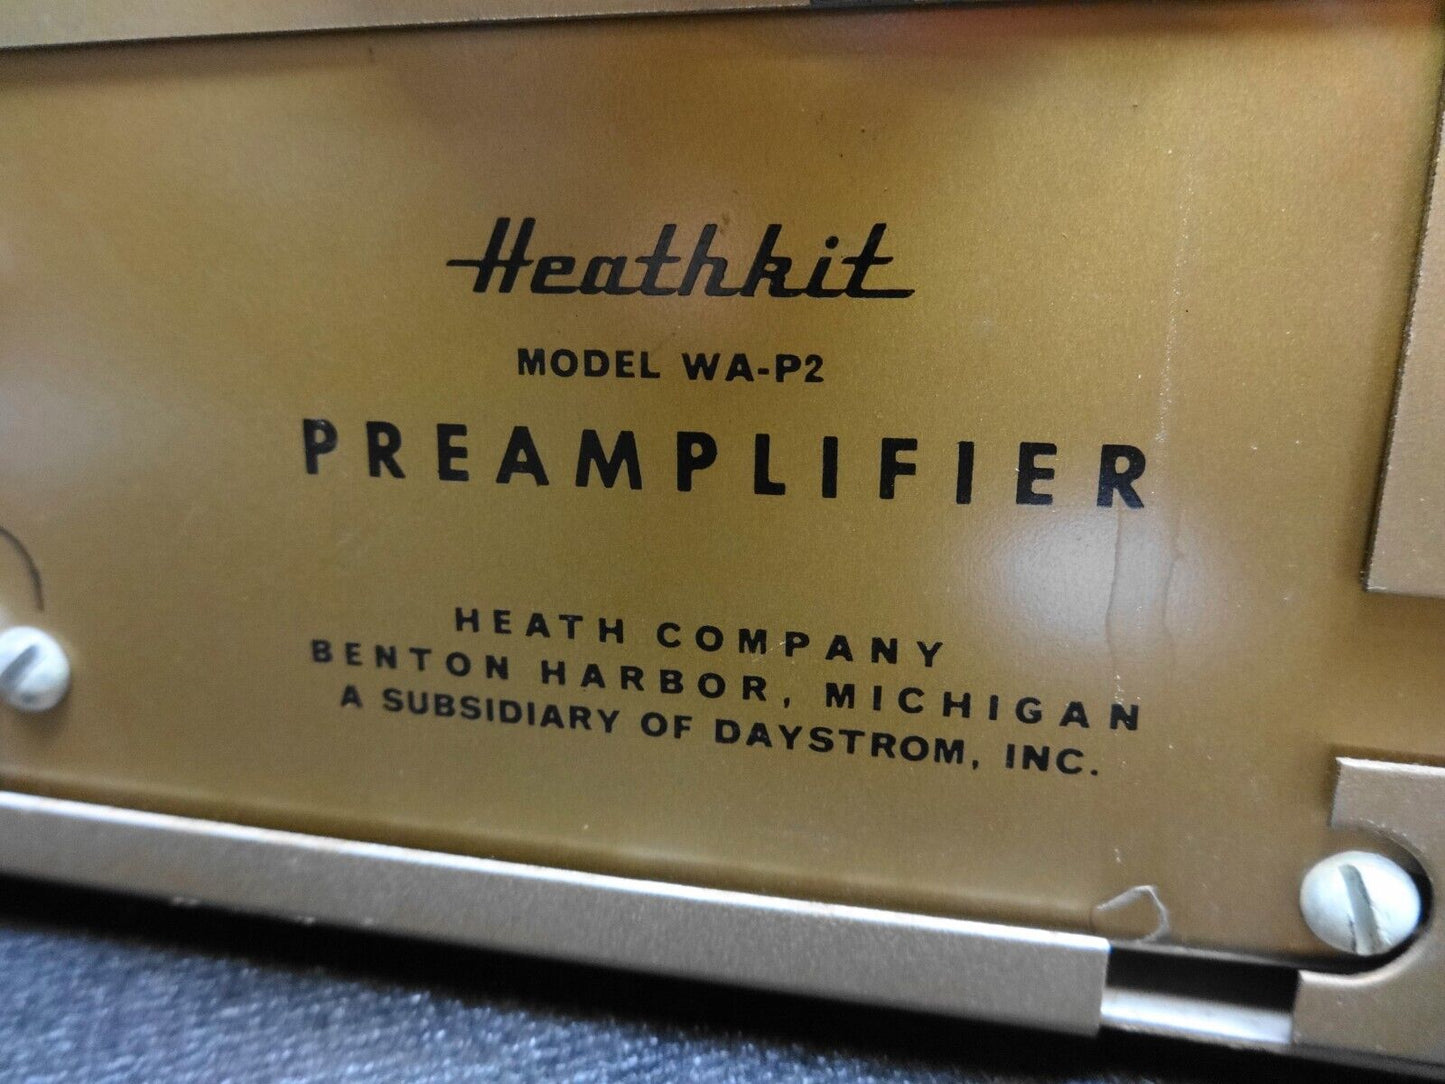 Heathkit
MODEL WA-P2
PREAMPLIFIER
HEATH COMPANY
BENTON HARBOR, MICHIGAN
A SUBSIDIARY OF DAYSTROM, INC.